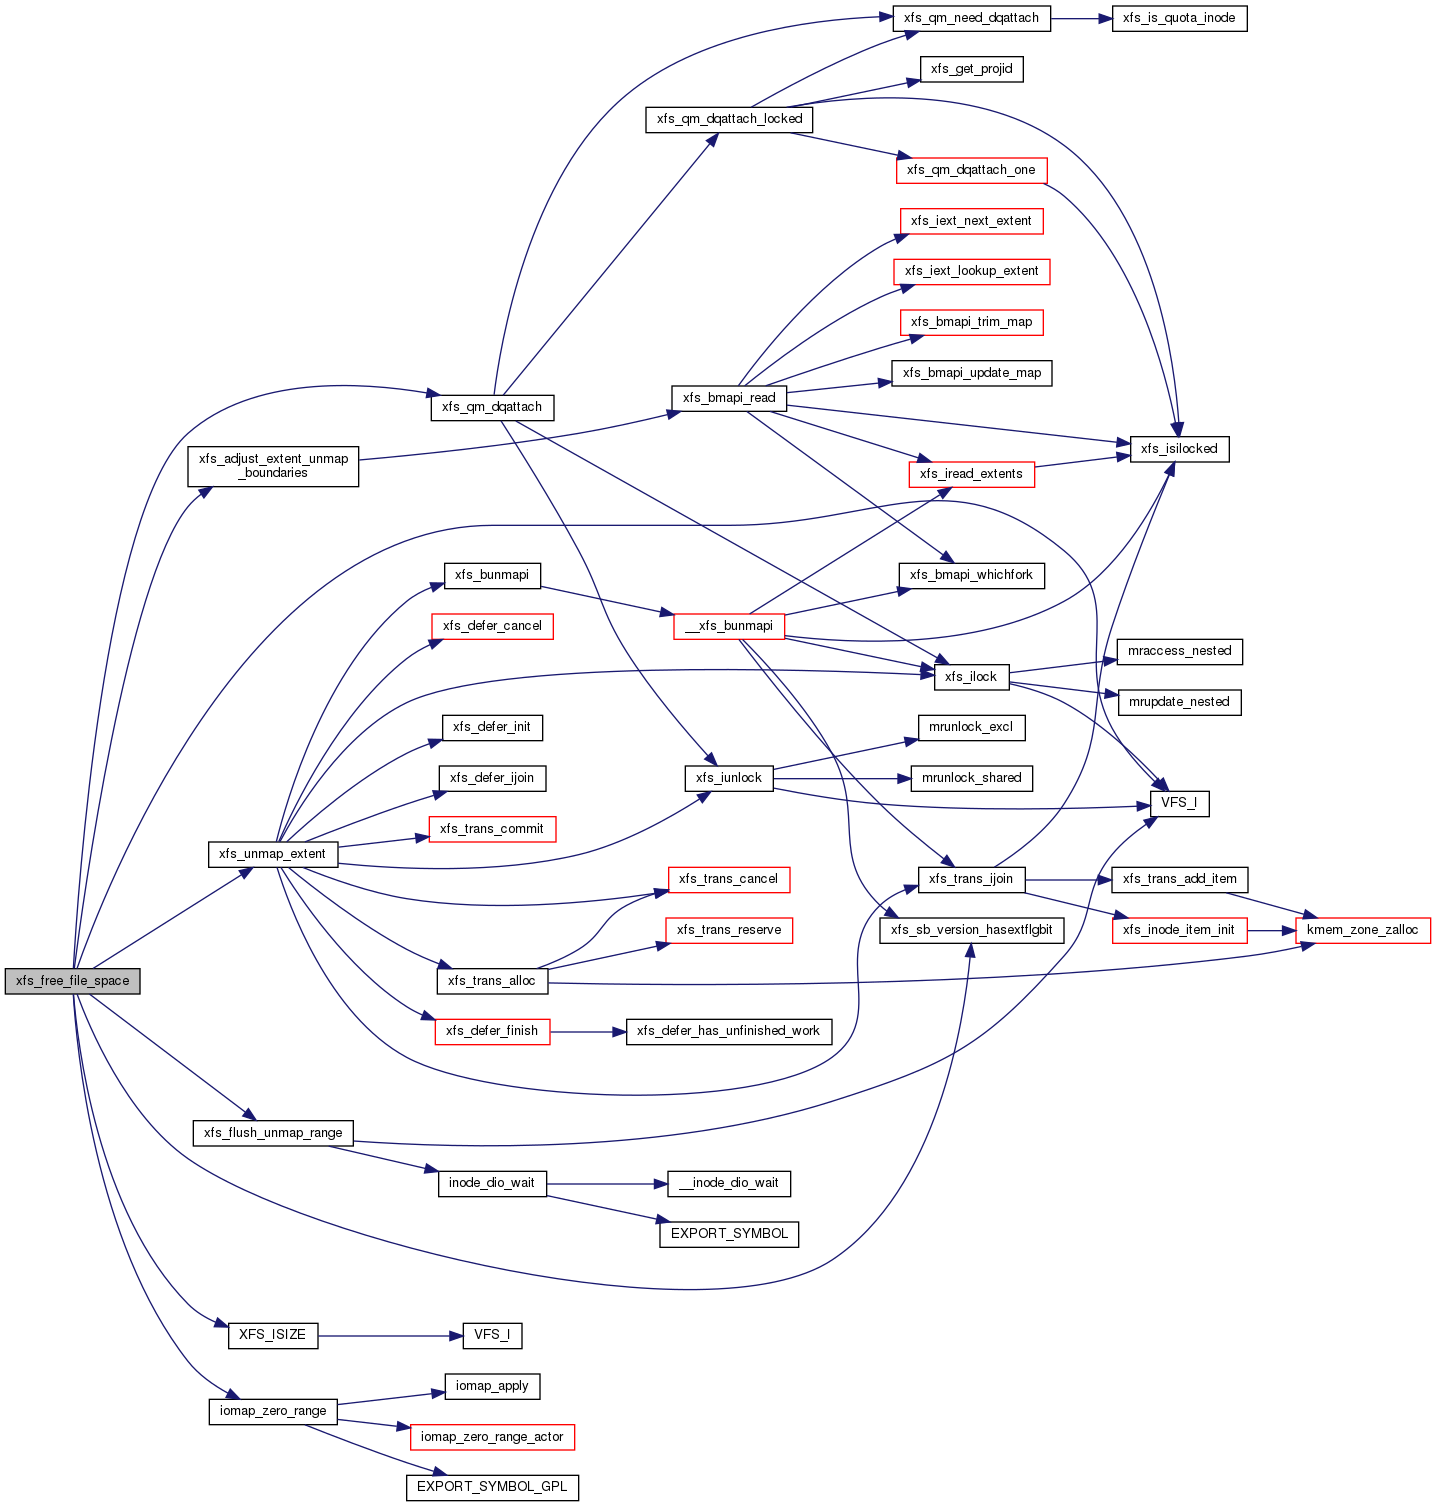 xfs_qm_need_dqattach
xfs_is_quota_inode
xfs_get_projid
xfs_qm_dqattach_locked
xfs_qm_dqattach_one
xfs_iext_next_extent
xfs_iext_lookup_extent
xfs_bmapi_trim_map
xfs_bmapi_update_map
xfs_bmapi_read
xfs_qm_dqattach
xfs_isilocked
xfs_adjust_extent_unmap
_boundaries
xfs_iread_extents
xfs_bunmapi
xfs_bmapi_whichfork
xfs_defer_cancel
__xfs_bunmapi
mraccess_nested
xfs_ilock
mrupdate_nested
xfs_defer_init
mrunlock_excl
xfs_defer_ijoin
xfs_iunlock
mrunlock_shared
VFS_I
xfs_trans_commit
xfs_unmap_extent
xfs_trans_cancel
xfs_trans_ijoin
xfs_trans_add_item
xfs_trans_reserve
xfs_sb_version_hasextflgbit
xfs_inode_item_init
kmem_zone_zalloc
xfs_free_file_space
xfs_trans_alloc
xfs_defer_finish
xfs_defer_has_unfinished_work
xfs_flush_unmap_range
inode_dio_wait
__inode_dio_wait
EXPORT_SYMBOL
XFS_ISIZE
VFS_I
iomap_apply
iomap_zero_range
iomap_zero_range_actor
EXPORT_SYMBOL_GPL